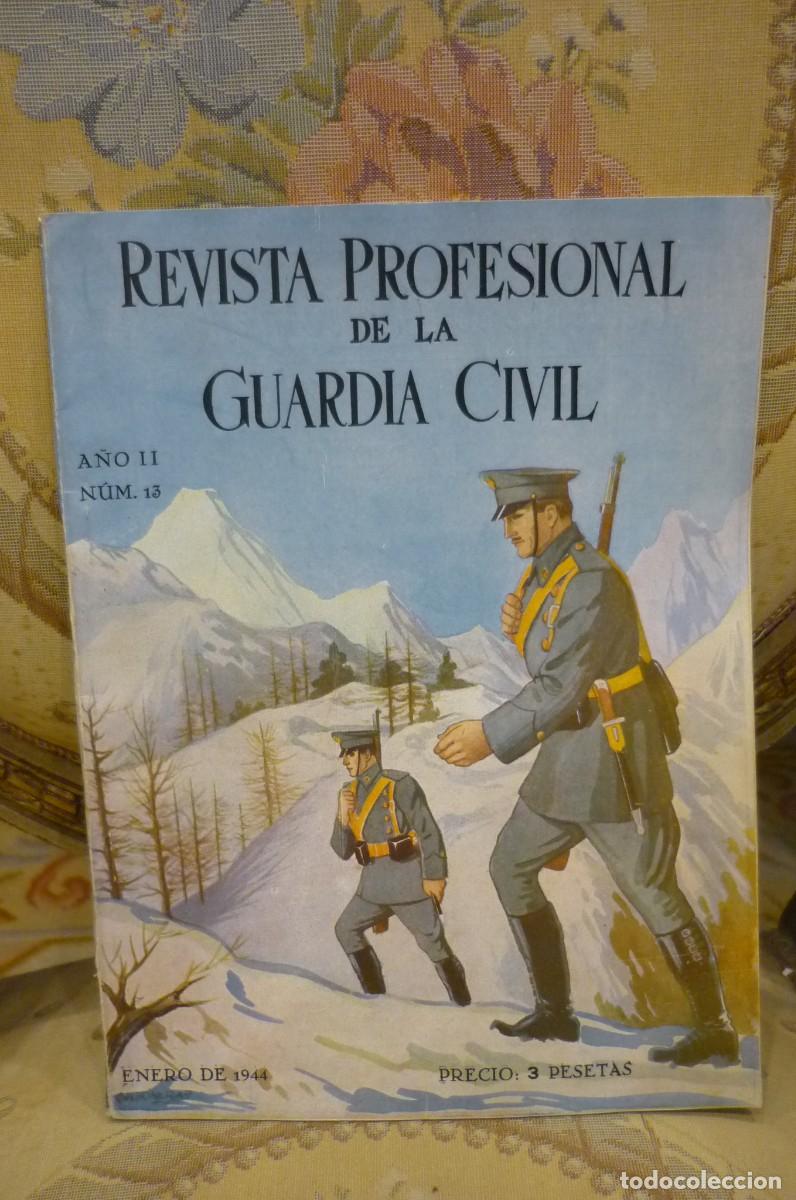 REVISTA PROFESIONAL
DE LA
GUARDIA CIVIL
AÑO II
NÚM. 13
ENERO DE 1944
PRECIO: 3 PESETAS
todocoleccion